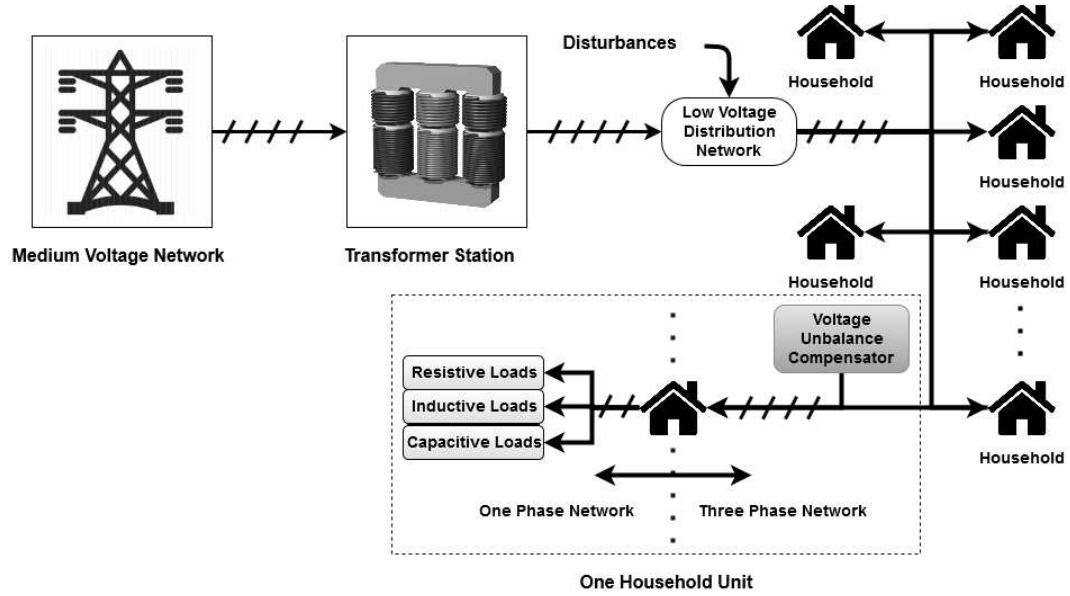 Disturbances
Household
Household
Low Voltage
Distribution
Network
Household
Medium Voltage Network
Transformer Station
Household
Household
Voltage
Unbalance
Compensator
Resistive Loads
Inductive Loads
Capacitive Loads
Household
One Phase Network
Three Phase Network
One Household Unit